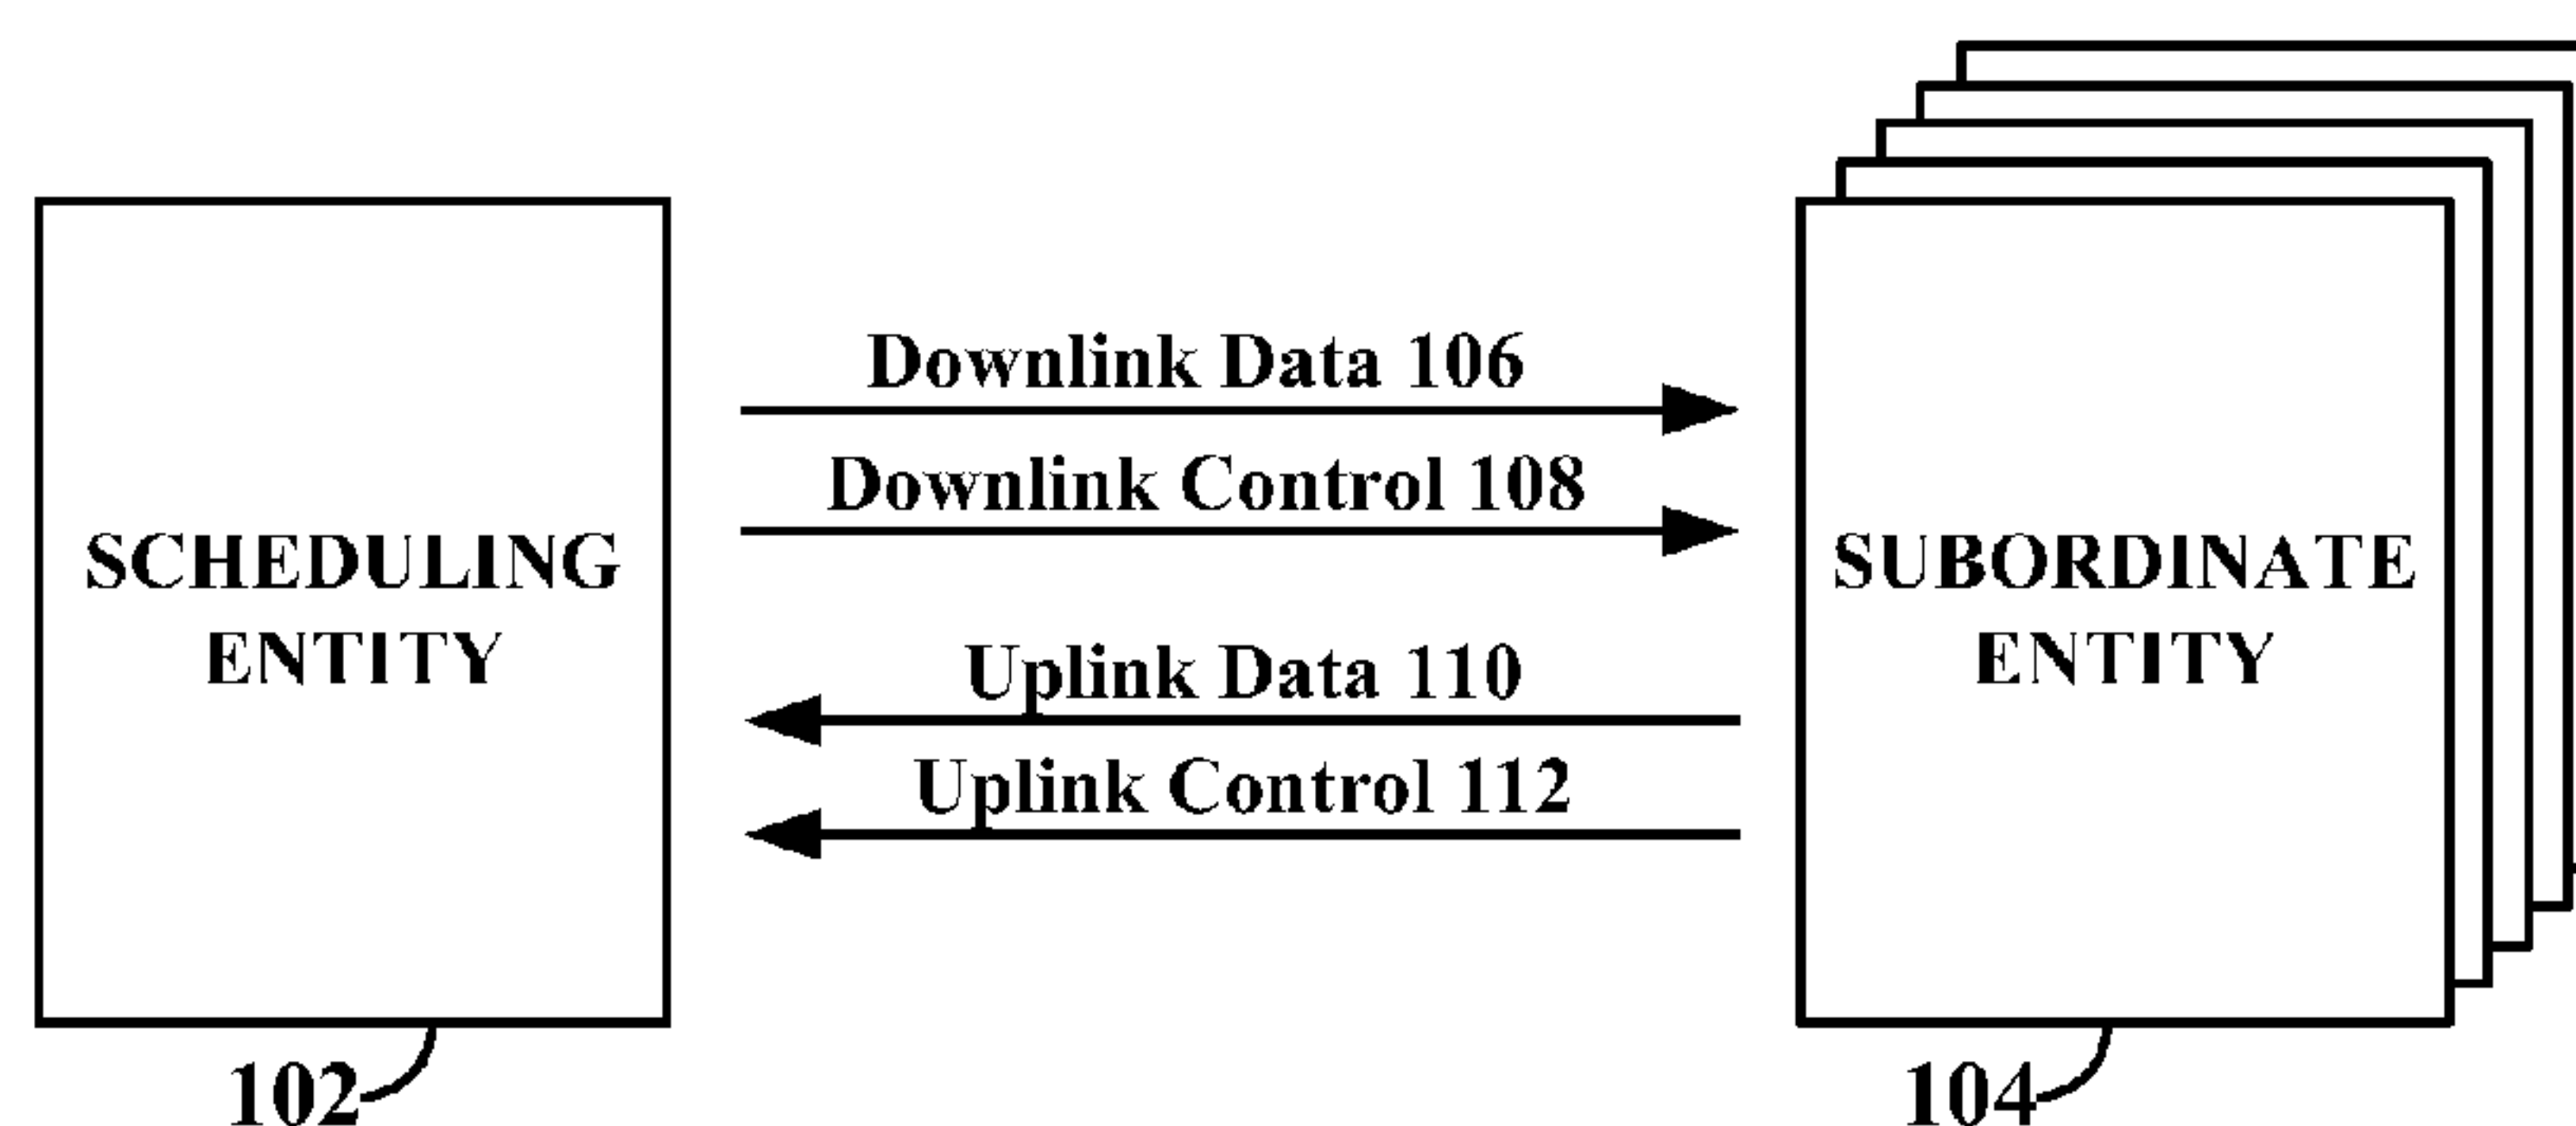 Downlink Data 106
Downlink Control 108
SCHEDULING
ENTITY
SUBORDINATE
ENTITY
Uplink Data 110
Uplink Control 112
102
104